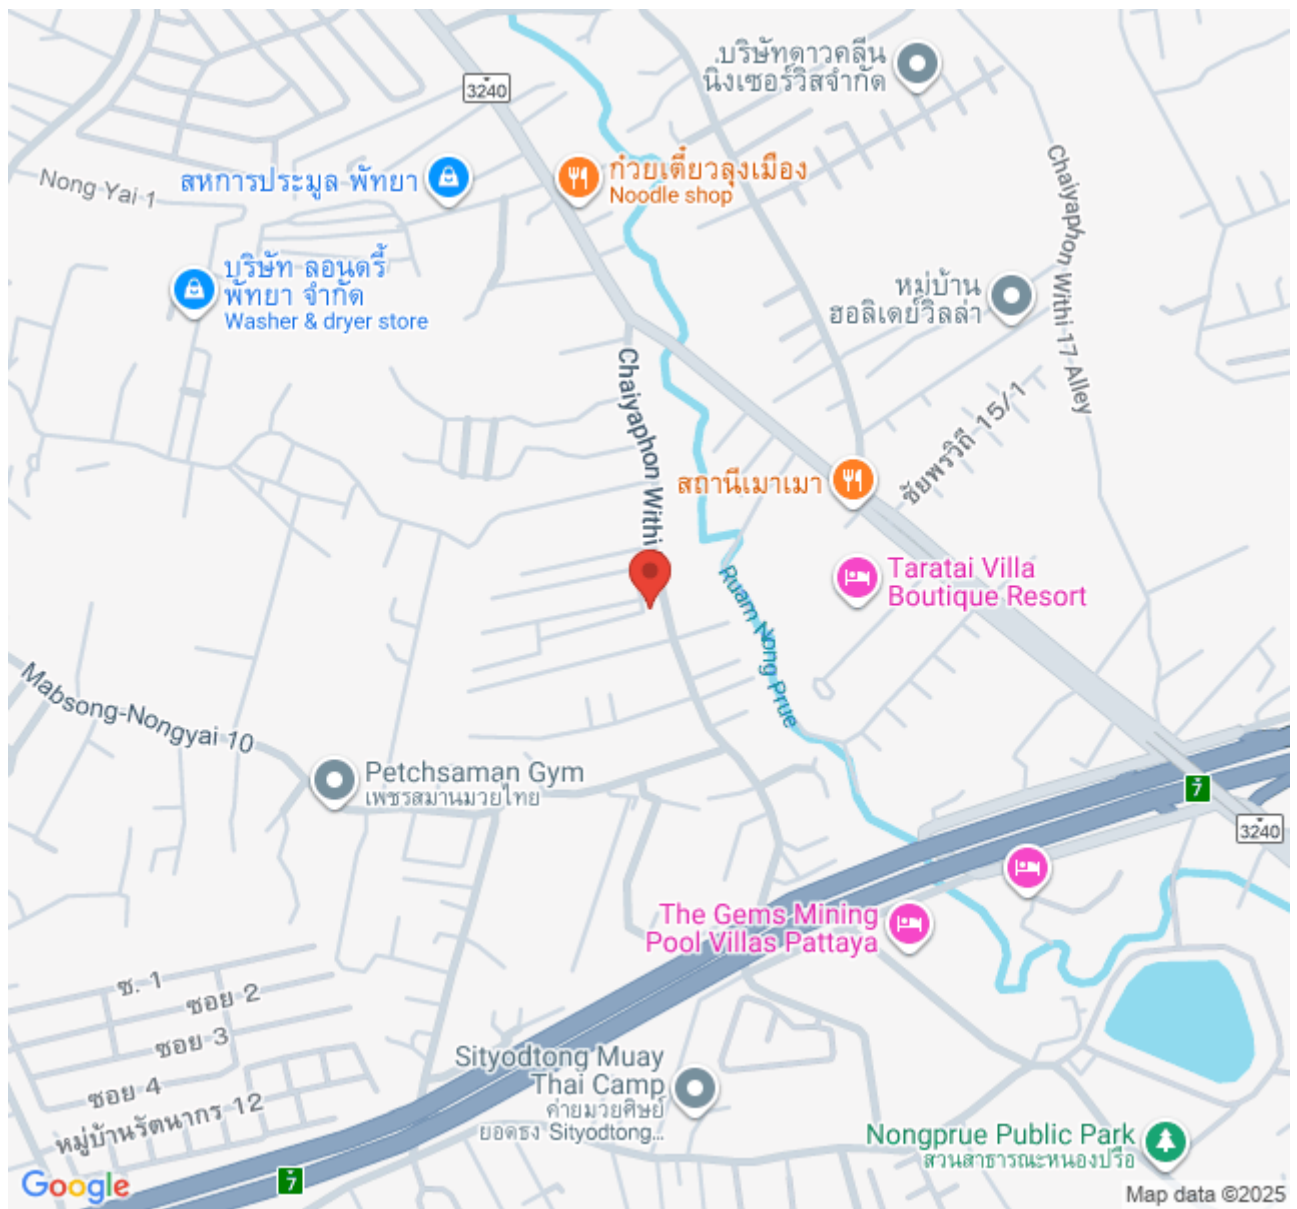 .บริษัทดาวคลีน
นิงเซอร์วิสจำกัด
3240
Nong Yai 1
สหการประมูล พัทยา
ก๋วยเตี๋ยวลุงเมือง
Noodle shop
Chaiyaphon Withi 17 Alley
บริษัท ลอนดรี้
พัทยา จำกัด
Washer & dryer store
หมู่บ้าน
ฮอลิเดย์วิลล่า
Chaiyaphon Withi
ชัยพรวิถี 15/1
สถานีเมาเมา
Taratai Villa
Boutique Resort
Ruam Nong Prue
Mabsong-Nongyai 10
Petchsaman Gym
เพชรสมานมวยไทย
7
3240
The Gems Mining
Pool Villas Pattaya
ซ. 1
ซอย 2
ซอย 3
ซอย 4
หมู่บ้านรัตนากร 12
Sityodtong Muay
Thai Camp
ค่ายมวยศิษย์
ยอดธง Sityodtong...
Nongprue Public Park
สวนสาธารณะหนองปรือ
7
Google
Map data ©2025